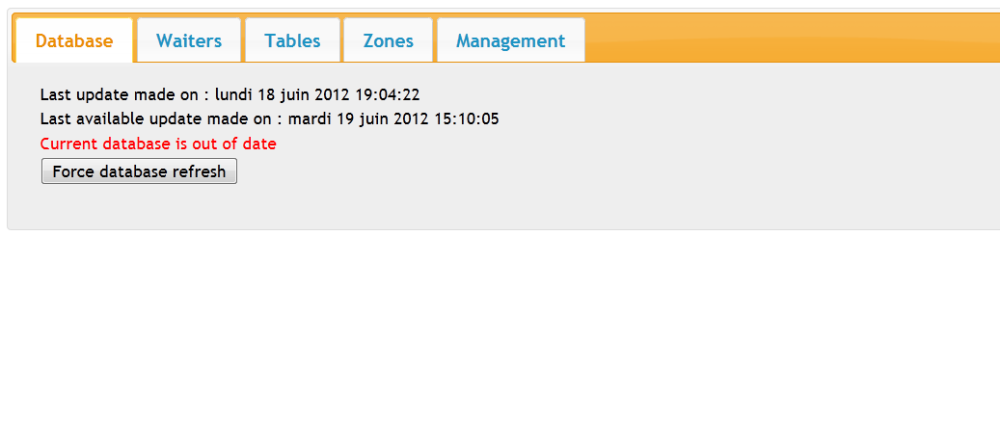 Database Waiters Tables Zones Management
Last update made on : lundi 18 juin 2012 19:04:22
Last available update made on : mardi 19 juin 2012 15:10:05
Current database is out of date
Force database refresh